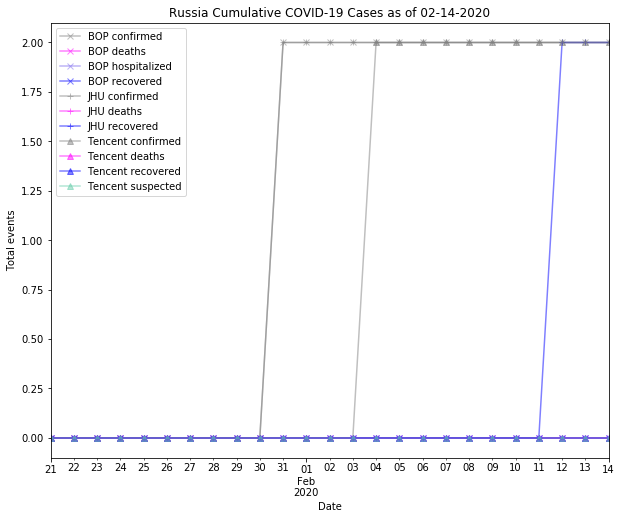 Russia Cumulative COVID-19 Cases as of 02-14-2020
BOP confirmed
BOP deaths
BOP hospitalized
BOP recovered
JHU confirmed
JHU deaths
JHU recovered
Tencent confirmed
Tencent deaths
Tencent recovered
Tencent suspected
Total events
2.00
1.75
1.50
1.25
1.00
0.75
0.50
0.25
0.00
21 22 23 24 25 26 27 28 29 30 31 01 02 03 04 05 06 07 08 09 10 11 12 13 14
Feb
2020
Date